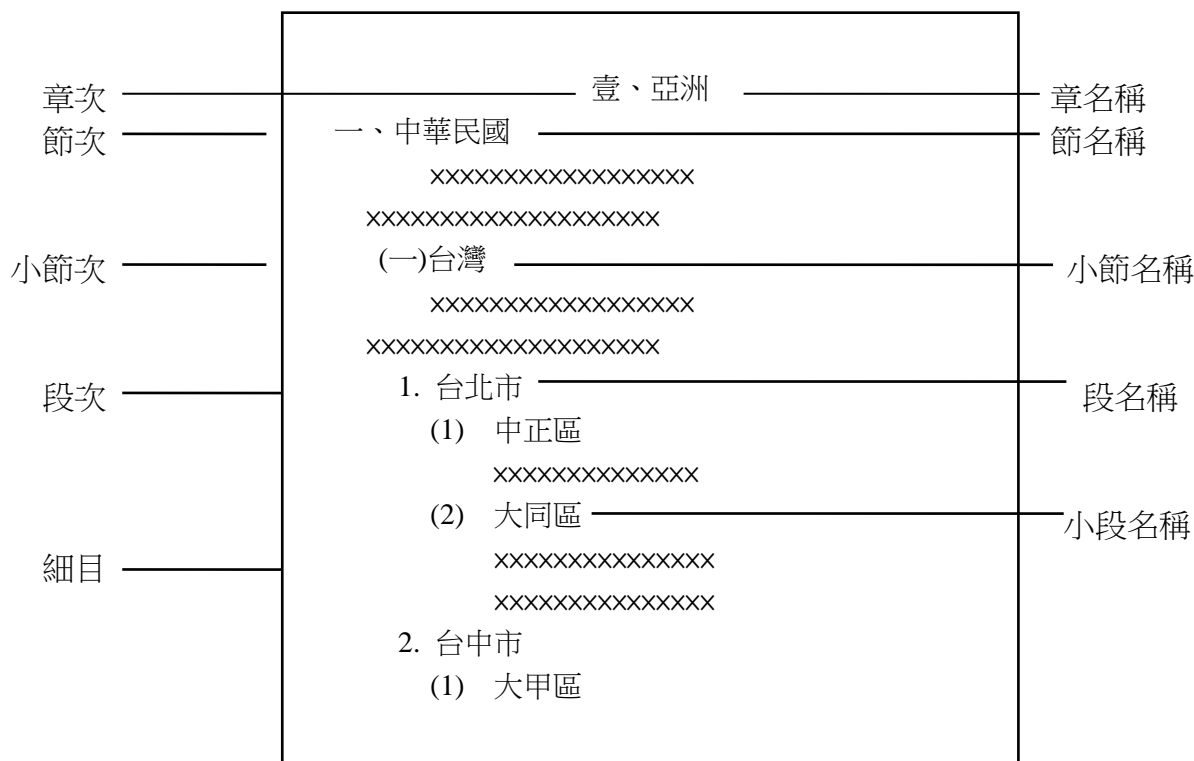 章次 壹、亞洲 章名稱
節次 一、中華民國 節名稱
xxxxxxxxxxxxxxxxxx
xxxxxxxxxxxxxxxxxxxx
小節次 (一)台灣 小節名稱
xxxxxxxxxxxxxxxxxx
xxxxxxxxxxxxxxxxxxxx
段次 1. 台北市 段名稱
(1) 中正區
xxxxxxxxxxxxxx
(2) 大同區 小段名稱
細目 xxxxxxxxxxxxxxx
xxxxxxxxxxxxxxx
2. 台中市
(1) 大甲區